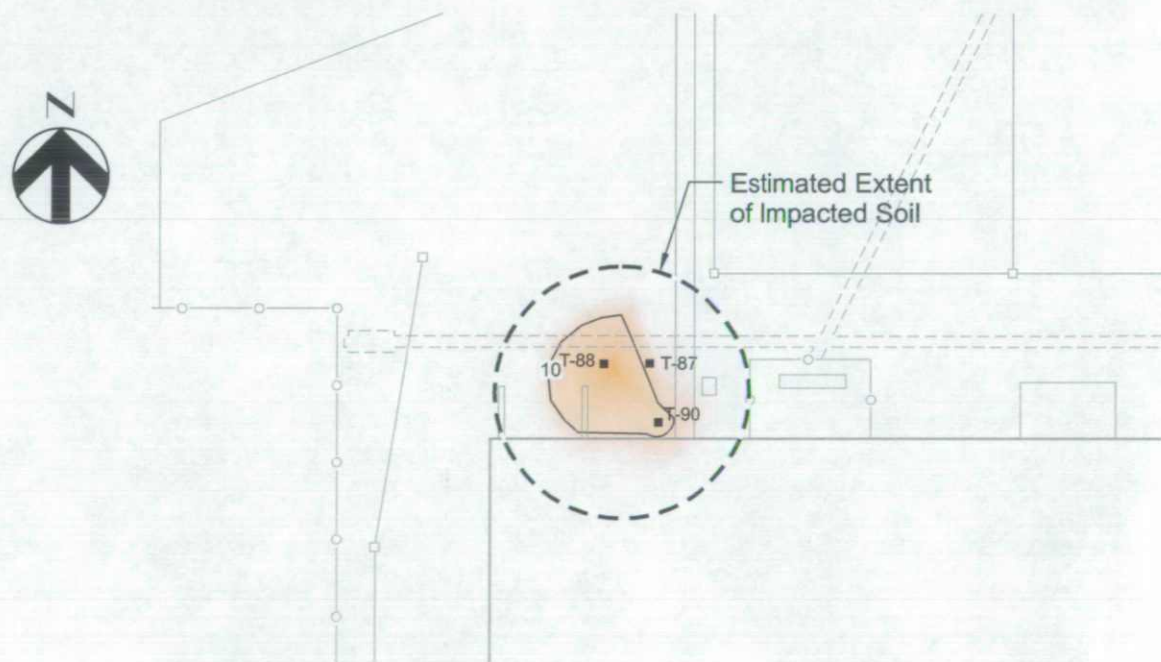 N
Estimated Extent
of Impacted Soil
10
T-88
T-87
T-90